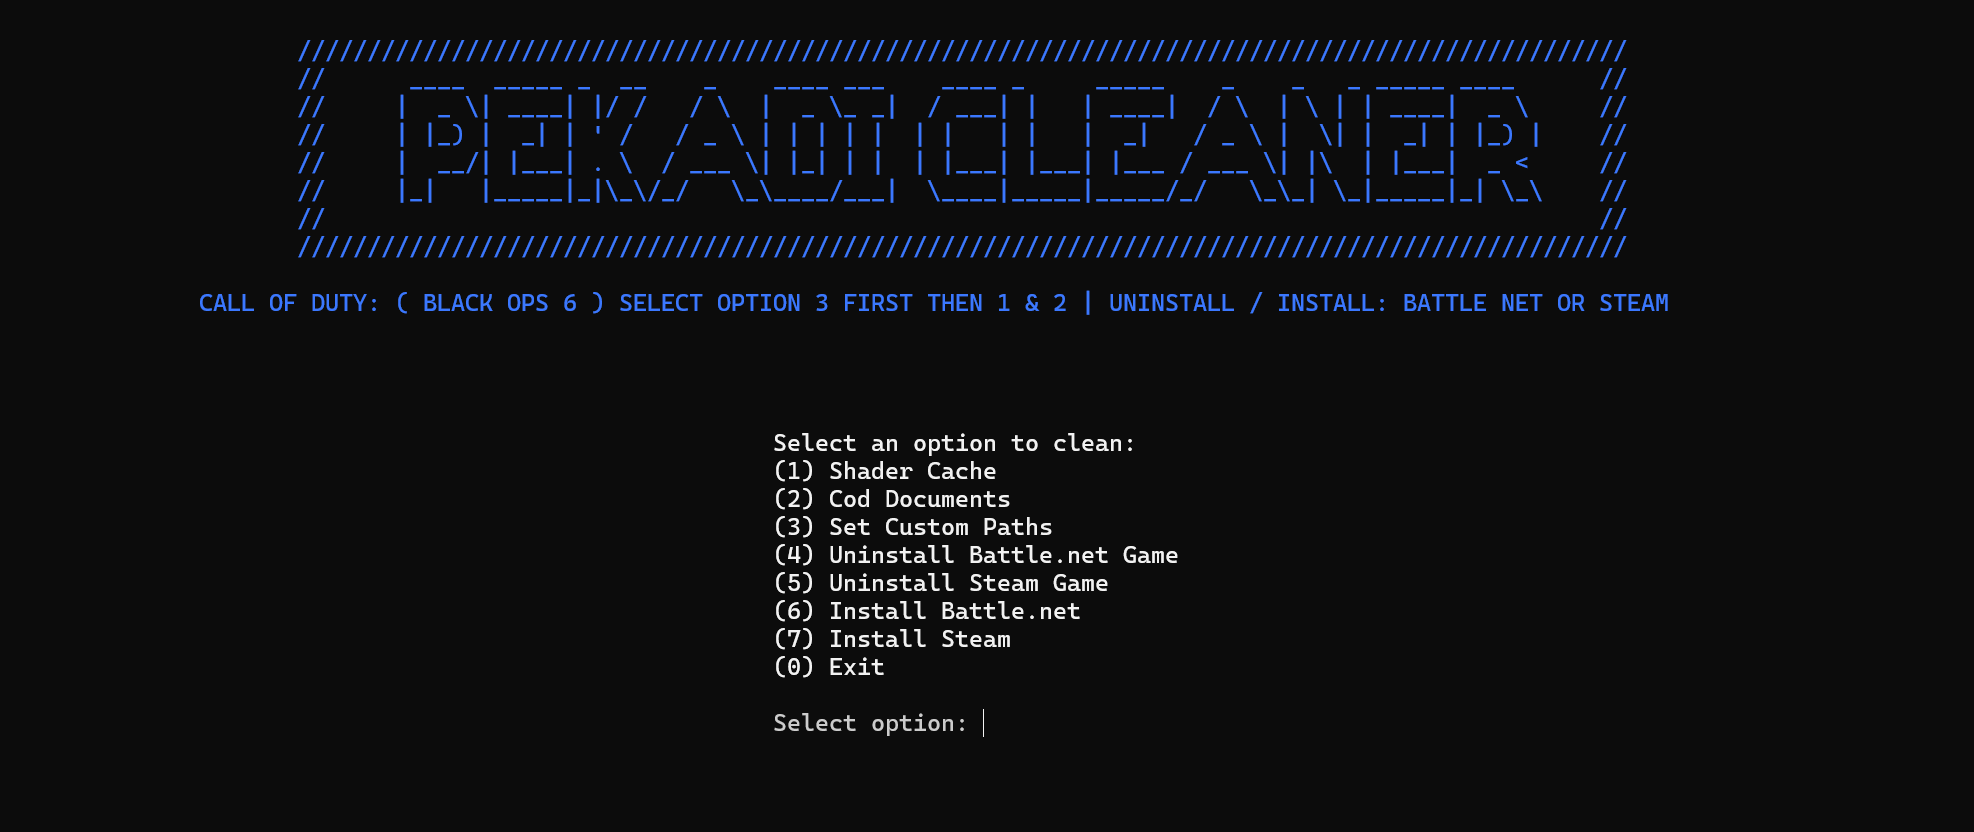 PEKADI CLEANER
CALL OF DUTY: ( BLACK OPS 6 ) SELECT OPTION 3 FIRST THEN 1 & 2 | UNINSTALL / INSTALL: BATTLE NET OR STEAM
Select an option to clean:
(1) Shader Cache
(2) Cod Documents
(3) Set Custom Paths
(4) Uninstall Battle.net Game
(5) Uninstall Steam Game
(6) Install Battle.net
(7) Install Steam
(0) Exit
Select option: